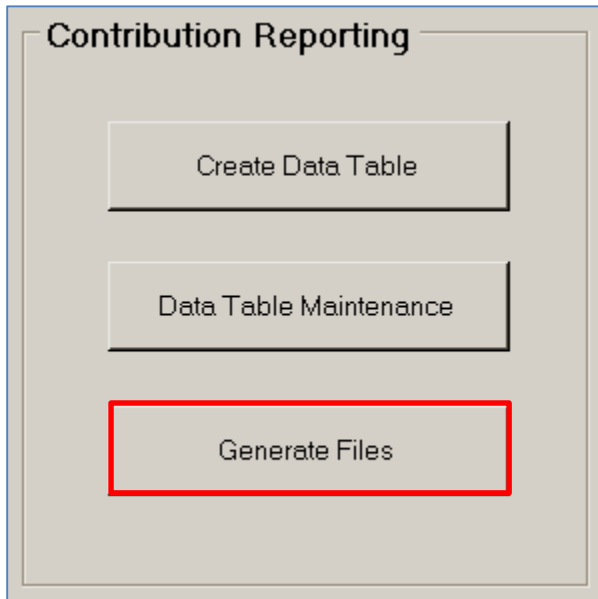 Contribution Reporting
Create Data Table
Data Table Maintenance
Generate Files